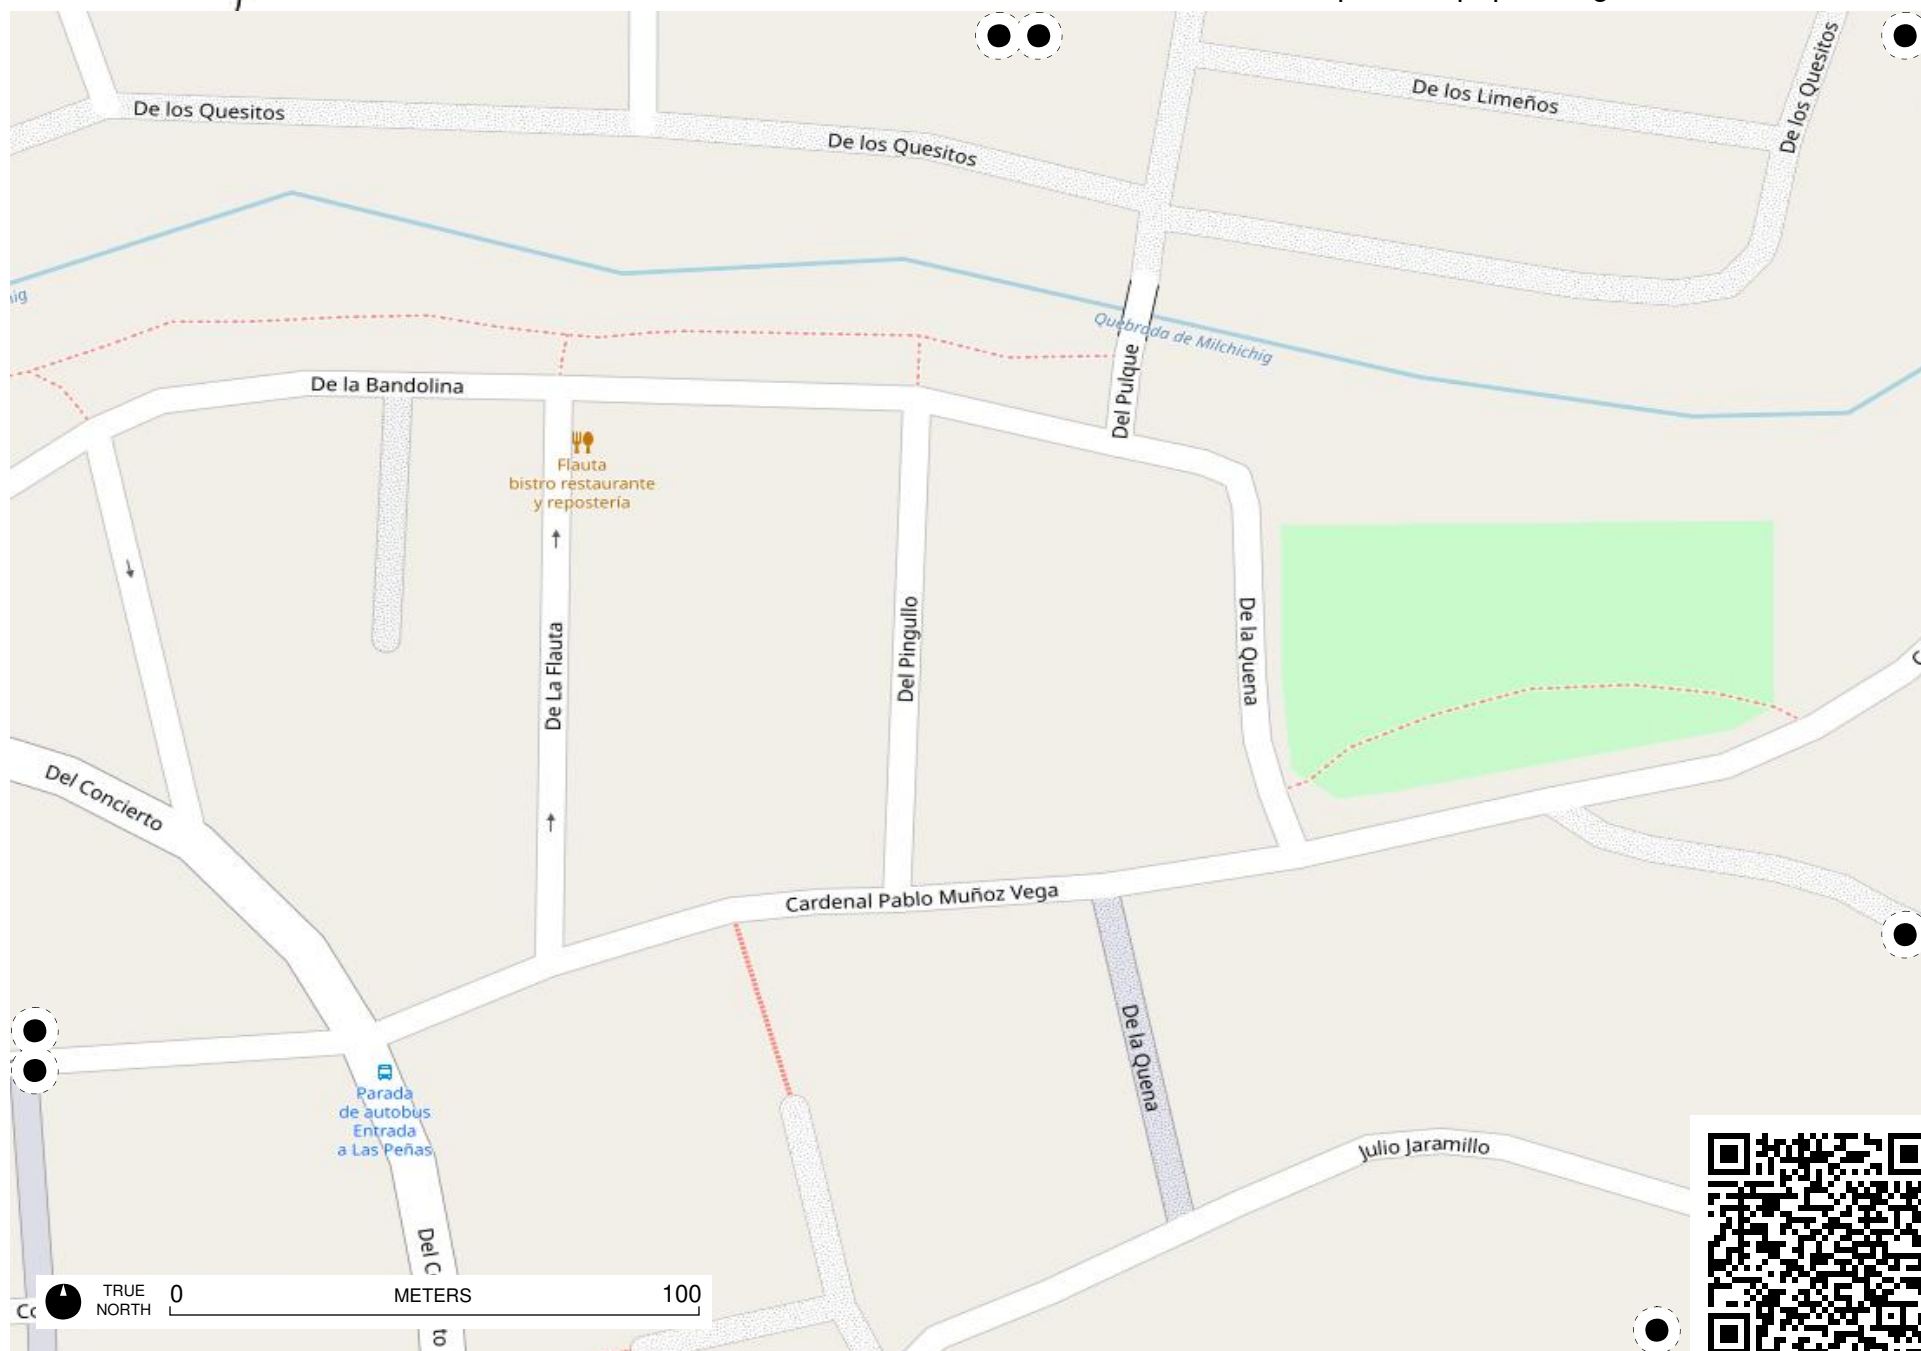 De los Limeños
De los Quesitos
De los Quesitos
De los Quesitos
Quebrada de Milchichig
Del Pulque
De la Bandolina
Flauta
bistro restaurante
y repostería
De La Flauta
Del Pingullo
De la Quena
Del Concierto
Cardenal Pablo Muñoz Vega
De la Quena
Parada
de autobus
Entrada
a Las Peñas
Julio Jaramillo
TRUE
NORTH
0
METERS
100